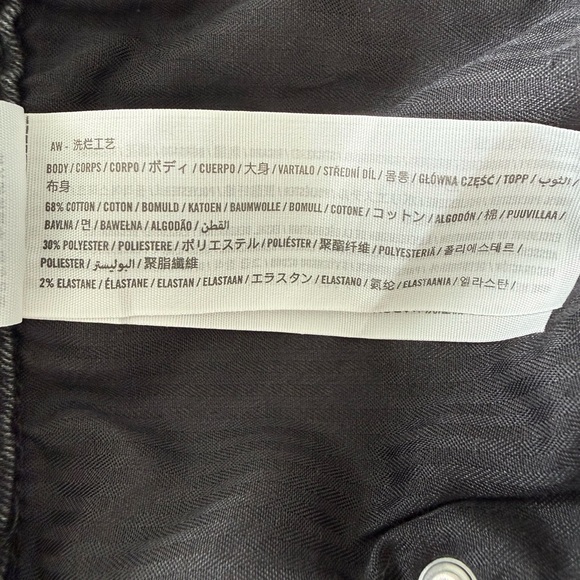 AW - 洗烂工艺
BODY / CORPS / CORPO / ボディ / CUERPO / 大身 / VARTALO / STŘEDNÍ DÍL / 몸통 / GŁÓWNA CZĘŚĆ / TOPP / الثوب /
布身
68% COTTON / COTON / BOMULD / KATOEN / BAUMWOLLE / BOMULL / COTONE / コットン / ALGODÓN / 棉 / PUUVILLAA /
BAVLNA / 면 / BAWEŁNA / ALGODÃO / القطن
30% POLYESTER / POLIESTERE / ポリエステル / POLIÉSTER / 聚酯纤维 / POLYESTERIÄ / 폴리에스테르 /
POLIESTER / البوليستر / 聚脂纖維
2% ELASTANE / ÉLASTANE / ELASTAN / ELASTAAN / エラスタン / ELASTANO / 氨纶 / ELASTAANIA / 엘라스탄 /